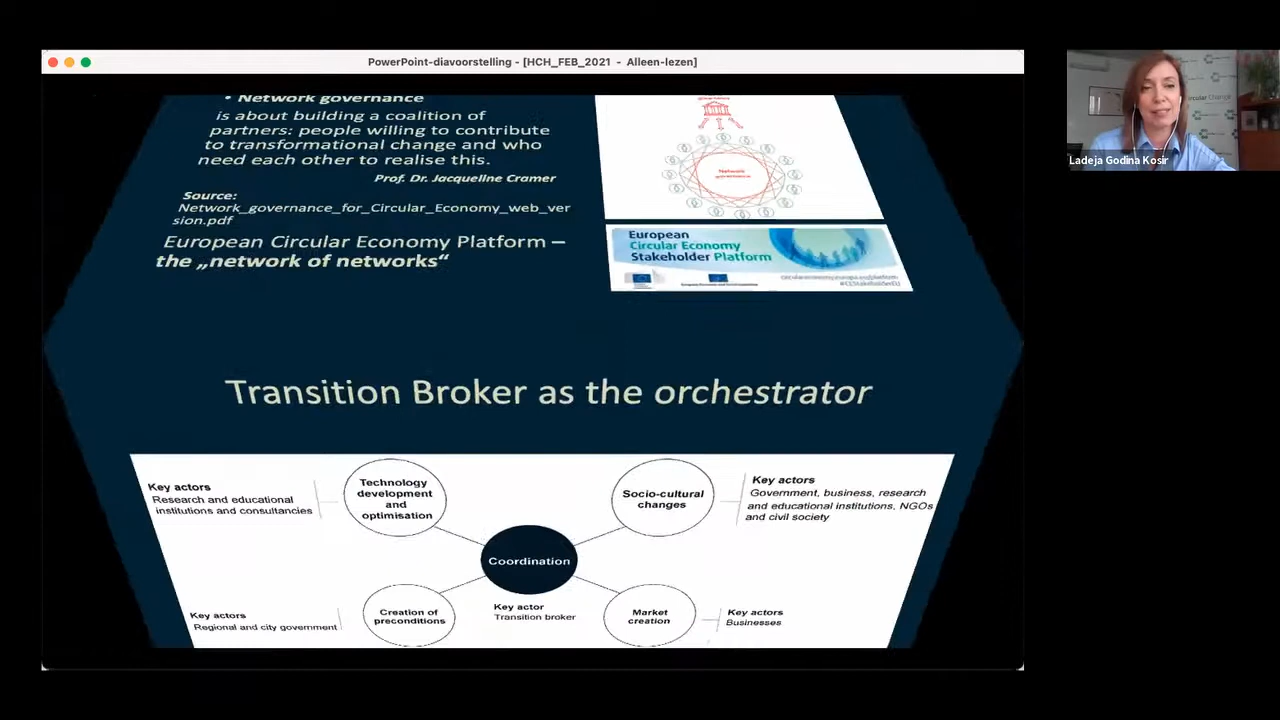 PowerPoint-diavoorstelling - [HCH_FEB_2021 - Alleen-lezen]
• Network governance
is about building a coalition of
partners: people willing to contribute
to transformational change and who
need each other to realise this.
Prof. Dr. Jacqueline Cramer
Source:
Network_governance_for_Circular_Economy_web_ver
sion.pdf
European Circular Economy Platform –
the „network of networks“
Network
governance
European
Circular Economy
Stakeholder Platform
Transition Broker as the orchestrator
Key actors
Research and educational
institutions and consultancies
Technology
development
and
optimisation
Socio-cultural
changes
Key actors
Government, business, research
and educational institutions, NGOs
and civil society
Coordination
Key actors
Regional and city government
Creation of
preconditions
Key actor
Transition broker
Market
creation
Key actors
Businesses
Ladeja Godina Kosir